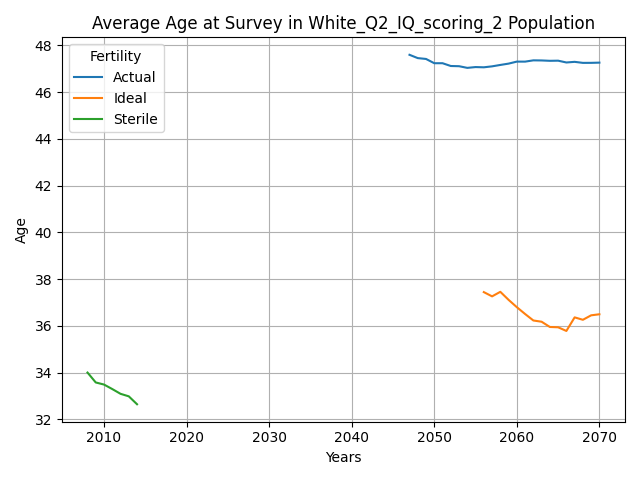 Average Age at Survey in White_Q2_IQ_scoring_2 Population
Fertility
Actual
Ideal
Sterile
48
46
44
42
40
38
36
34
32
Age
2010 2020 2030 2040 2050 2060 2070
Years